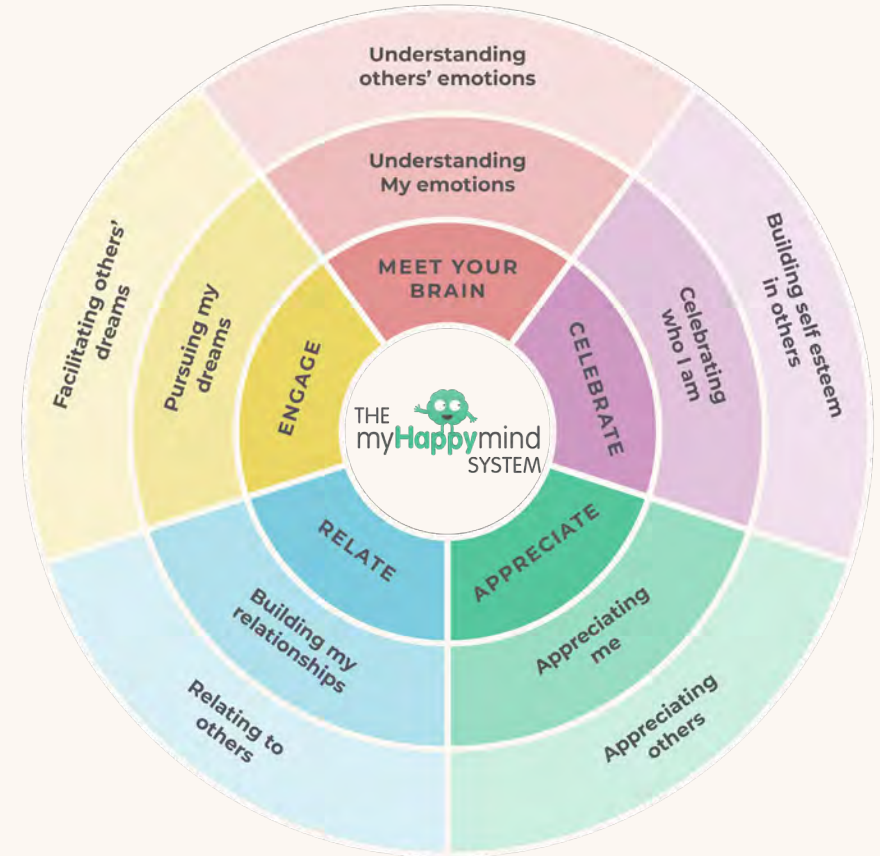 Understanding
others' emotions
Understanding
My emotions
MEET YOUR
BRAIN
Building self esteem
in others
Celebrating
who I am
CELEBRATE
Appreciating
others
Appreciating
me
APPRECIATE
Relating to
others
Building my
relationships
RELATE
Facilitating others'
dreams
Pursuing my
dreams
ENGAGE
THE
myHappymind
SYSTEM